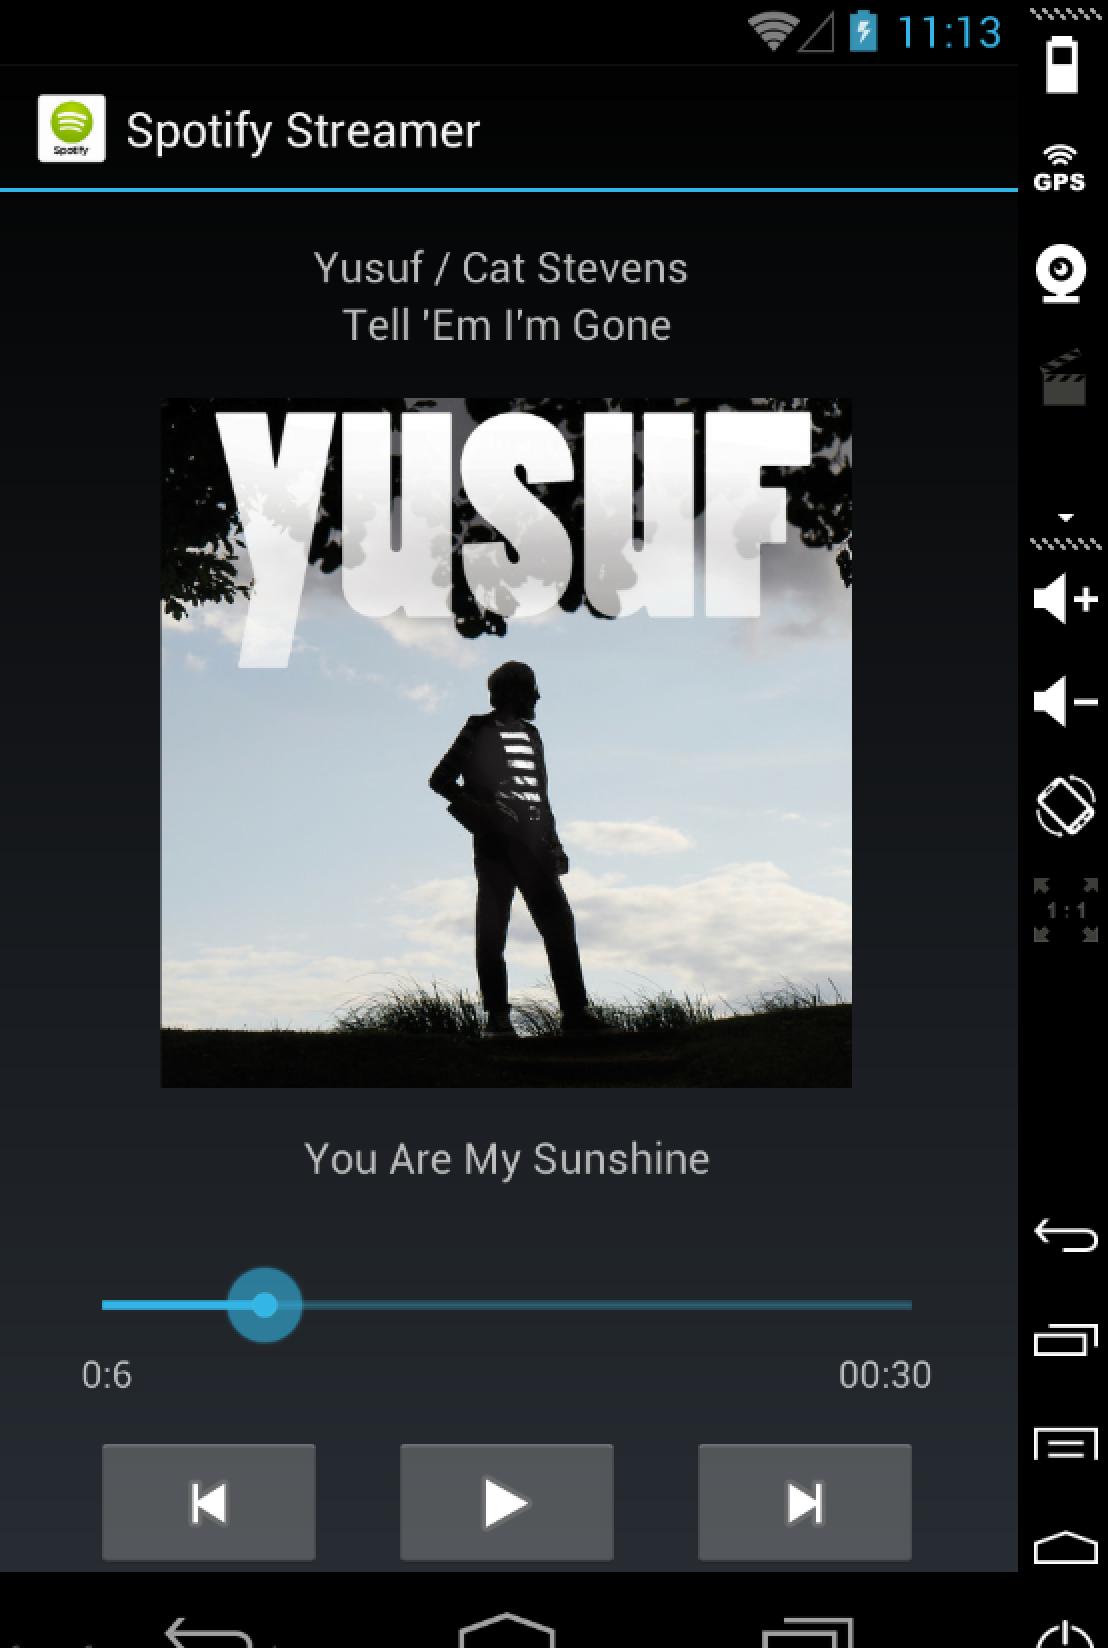 11:13
Spotify
Spotify Streamer
GPS
Yusuf / Cat Stevens
Tell 'Em I'm Gone
YUSUF
1:1
You Are My Sunshine
0:6
00:30